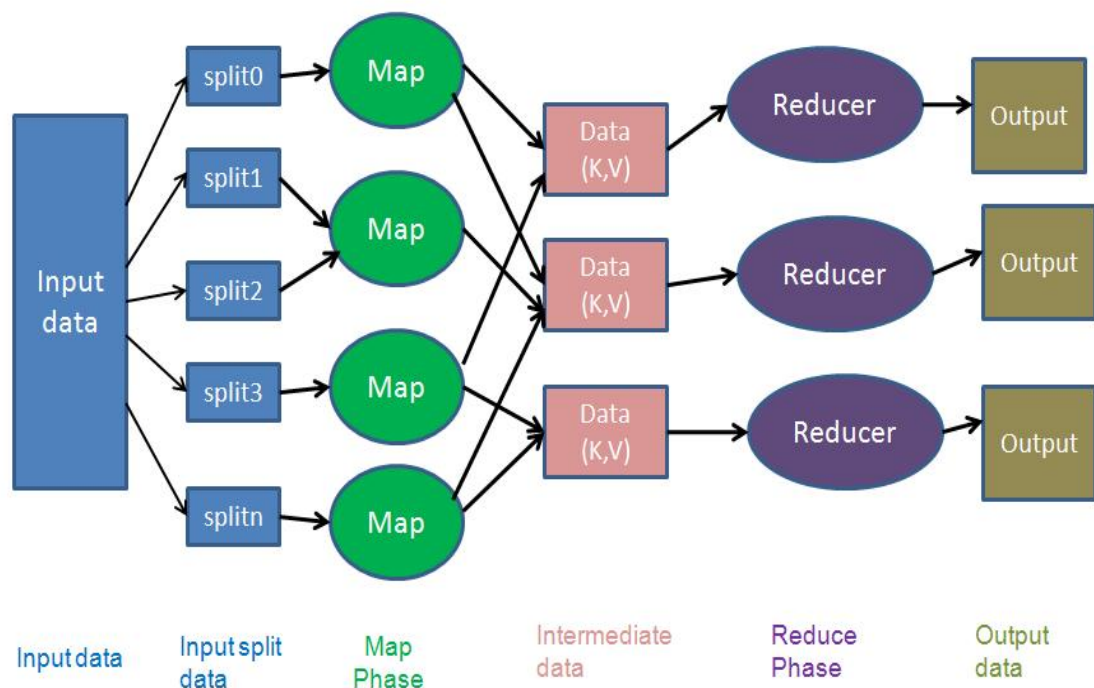 Input
data
split0
split1
split2
split3
splitn
Map
Map
Map
Map
Data
(K,V)
Data
(K,V)
Data
(K,V)
Reducer
Reducer
Reducer
Output
Output
Output
Input data
Input split
data
Map
Phase
Intermediate
data
Reduce
Phase
Output
data